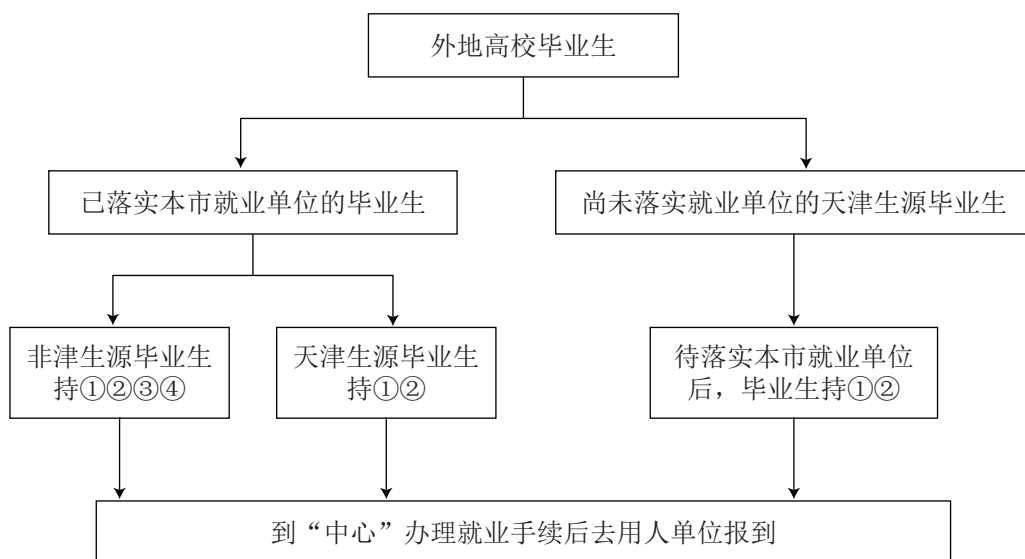 外地高校毕业生
已落实本市就业单位的毕业生
尚未落实就业单位的天津生源毕业生
非津生源毕业生
持①②③④
天津生源毕业生
持①②
待落实本市就业单位
后，毕业生持①②
到“中心”办理就业手续后去用人单位报到